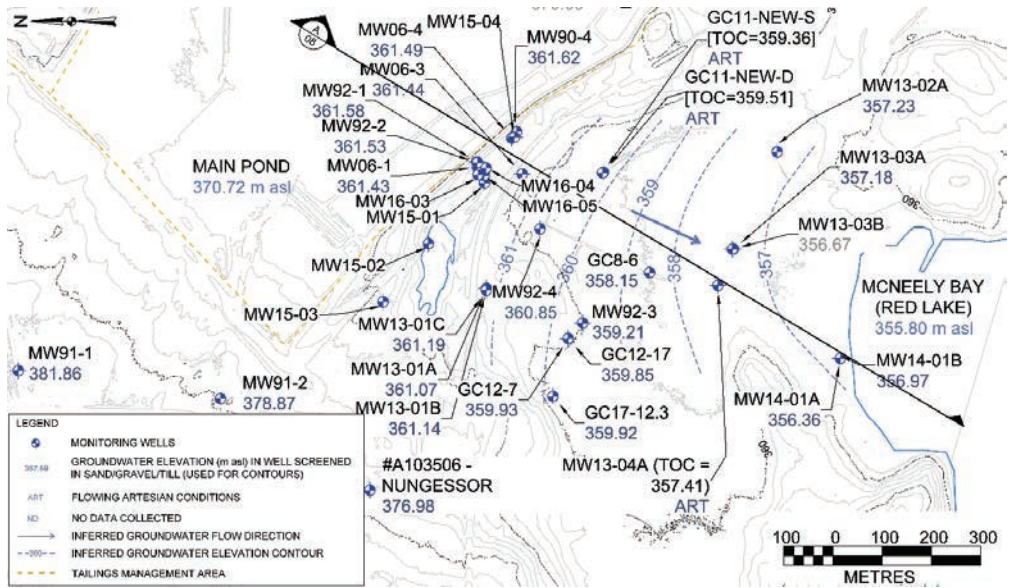 N
A
08
MW06-4
361.49
MW15-04
MW90-4
361.62
GC11-NEW-S
[TOC=359.36]
ART
MW06-3
361.44
MW92-1
361.58
GC11-NEW-D
[TOC=359.51]
ART
MW13-02A
357.23
MW92-2
361.53
MAIN POND
370.72 m asl
MW06-1
361.43
MW16-03
MW15-01
MW16-04
MW16-05
MW13-03A
357.18
MW13-03B
356.67
MW15-02
MW15-03
361
360
359
358
357
360
GC8-6
358.15
MCNEELY BAY
(RED LAKE)
355.80 m asl
MW92-4
360.85
MW92-3
359.21
MW13-01C
361.19
GC12-17
359.85
MW91-1
381.86
MW91-2
378.87
MW13-01A
361.07
GC12-7
359.93
MW13-01B
361.14
GC17-12.3
359.92
MW14-01B
356.97
MW14-01A
356.36
MW13-04A (TOC =
357.41)
ART
360
#A103506 -
NUNGESSOR
376.98
LEGEND
MONITORING WELLS
GROUNDWATER ELEVATION (m asl) IN WELL SCREENED
IN SAND/GRAVEL/TILL (USED FOR CONTOURS)
ART
FLOWING ARTESIAN CONDITIONS
ND
NO DATA COLLECTED
INFERRED GROUNDWATER FLOW DIRECTION
360
INFERRED GROUNDWATER ELEVATION CONTOUR
TAILINGS MANAGEMENT AREA
100 0 100 200 300
METRES